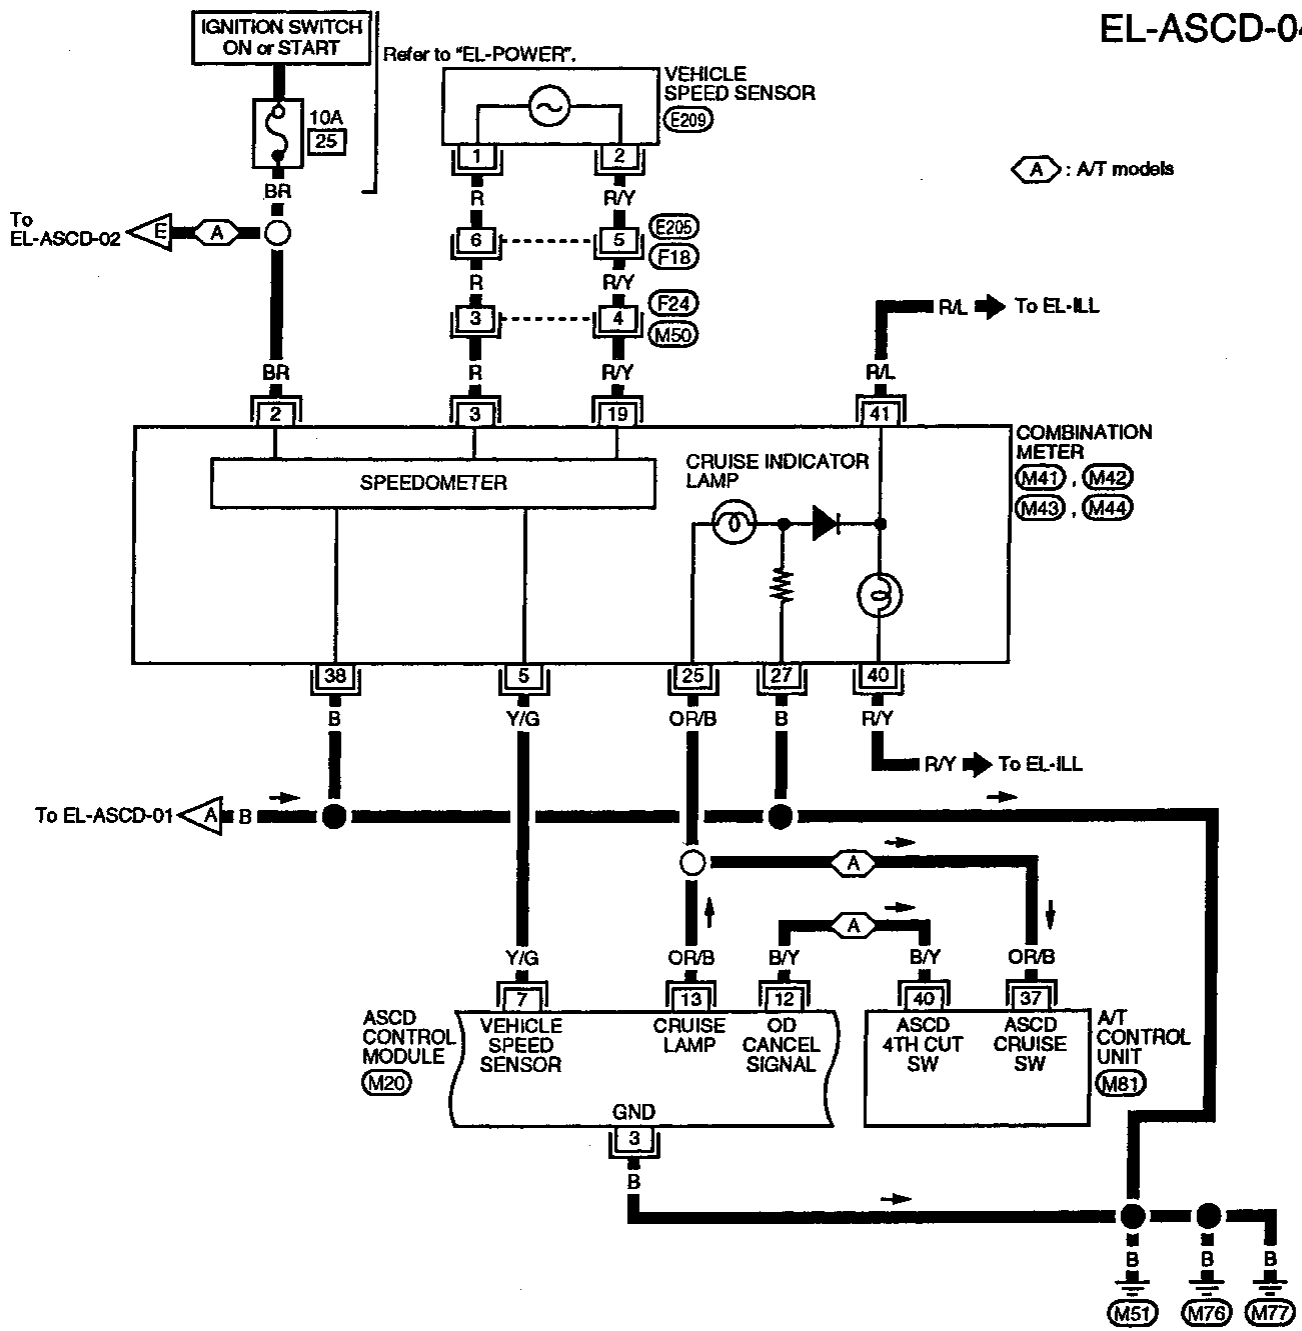 EL-ASCD-04
IGNITION SWITCH
ON or START
Refer to "EL-POWER".
10A
25
BR
To
EL-ASCD-02
E
A
VEHICLE
SPEED SENSOR
E209
1
2
R
R/Y
6
5
E205
F18
R
R/Y
3
4
F24
M50
A : A/T models
R/L
To EL-ILL
BR
R
R/Y
R/L
2
3
19
41
COMBINATION
METER
M41 , M42
M43 , M44
SPEEDOMETER
CRUISE INDICATOR
LAMP
38
5
25
27
40
B
Y/G
OR/B
B
R/Y
R/Y
To EL-ILL
To EL-ASCD-01
A
B
A
A
Y/G
OR/B
B/Y
B/Y
OR/B
7
13
12
40
37
ASCD
CONTROL
MODULE
M20
VEHICLE
SPEED
SENSOR
CRUISE
LAMP
OD
CANCEL
SIGNAL
ASCD
4TH CUT
SW
ASCD
CRUISE
SW
A/T
CONTROL
UNIT
M81
GND
3
B
B
B
B
M51
M76
M77